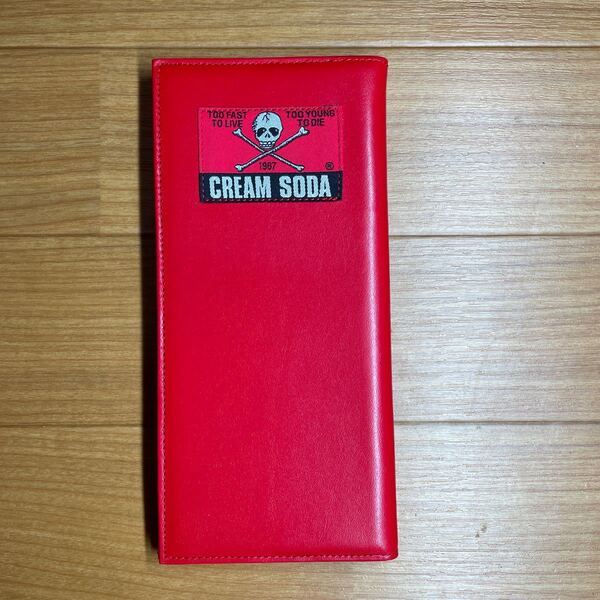 TOO FAST TOO YOUNG
TO LIVE TO DIE
1967 ®
CREAM SODA